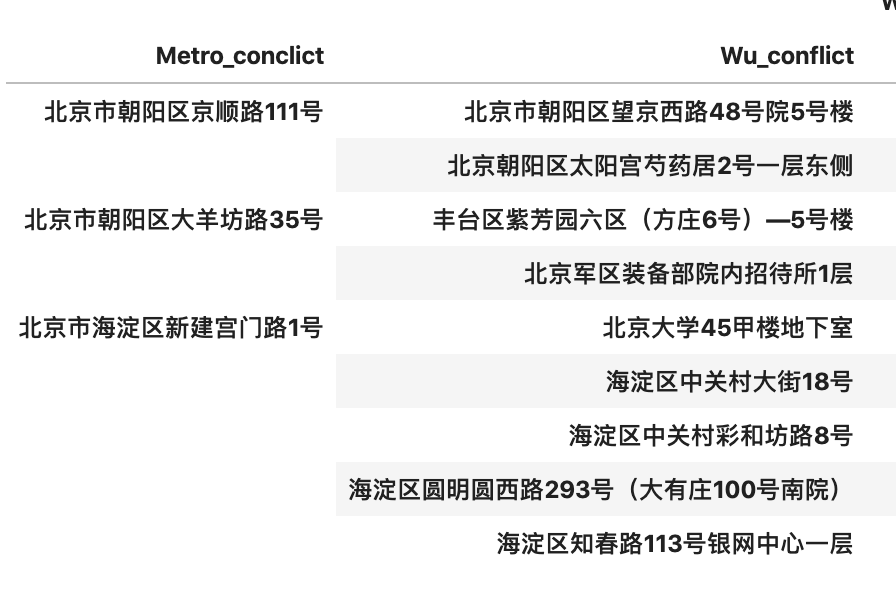 W
Metro_conclict Wu_conflict
北京市朝阳区京顺路111号 北京市朝阳区望京西路48号院5号楼
北京朝阳区太阳宫芍药居2号一层东侧
北京市朝阳区大羊坊路35号 丰台区紫芳园六区（方庄6号）—5号楼
北京军区装备部院内招待所1层
北京市海淀区新建宫门路1号 北京大学45甲楼地下室
海淀区中关村大街18号
海淀区中关村彩和坊路8号
海淀区圆明圆西路293号（大有庄100号南院）
海淀区知春路113号银网中心一层